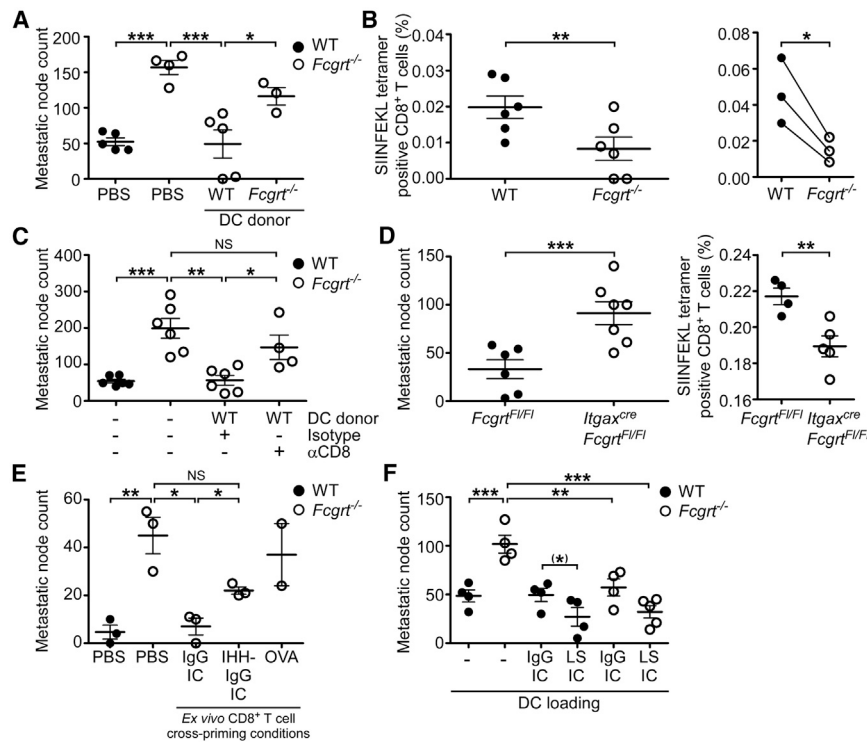 A
Metastatic node count
200
150
100
50
0
*** *** *
WT
Fcgrt-/-
PBS PBS WT Fcgrt-/-
DC donor
B
SIINFEKL tetramer
positive CD8+ T cells (%)
0.04
0.03
0.02
0.01
0.00
**
WT Fcgrt-/-
0.08
0.06
0.04
0.02
0.00
*
WT Fcgrt-/-
C
Metastatic node count
400
300
200
100
0
NS
*** ** *
WT
Fcgrt-/-
- - WT WT DC donor
- - + - Isotype
- - - + αCD8
D
Metastatic node count
150
100
50
0
***
FcgrtFl/Fl Itgaxcre
FcgrtFl/Fl
SIINFEKL tetramer
positive CD8+ T cells (%)
0.24
0.22
0.20
0.18
0.16
**
FcgrtFl/Fl Itgaxcre
FcgrtFl/Fl
E
Metastatic node count
60
40
20
0
NS
** * *
WT
Fcgrt-/-
PBS PBS IgG IHH- OVA
IC IgG
IC
Ex vivo CD8+ T cell
cross-priming conditions
F
Metastatic node count
150
100
50
0
***
*** **
(*)
WT
Fcgrt-/-
- - IgG LS IgG LS
IC IC IC IC
DC loading